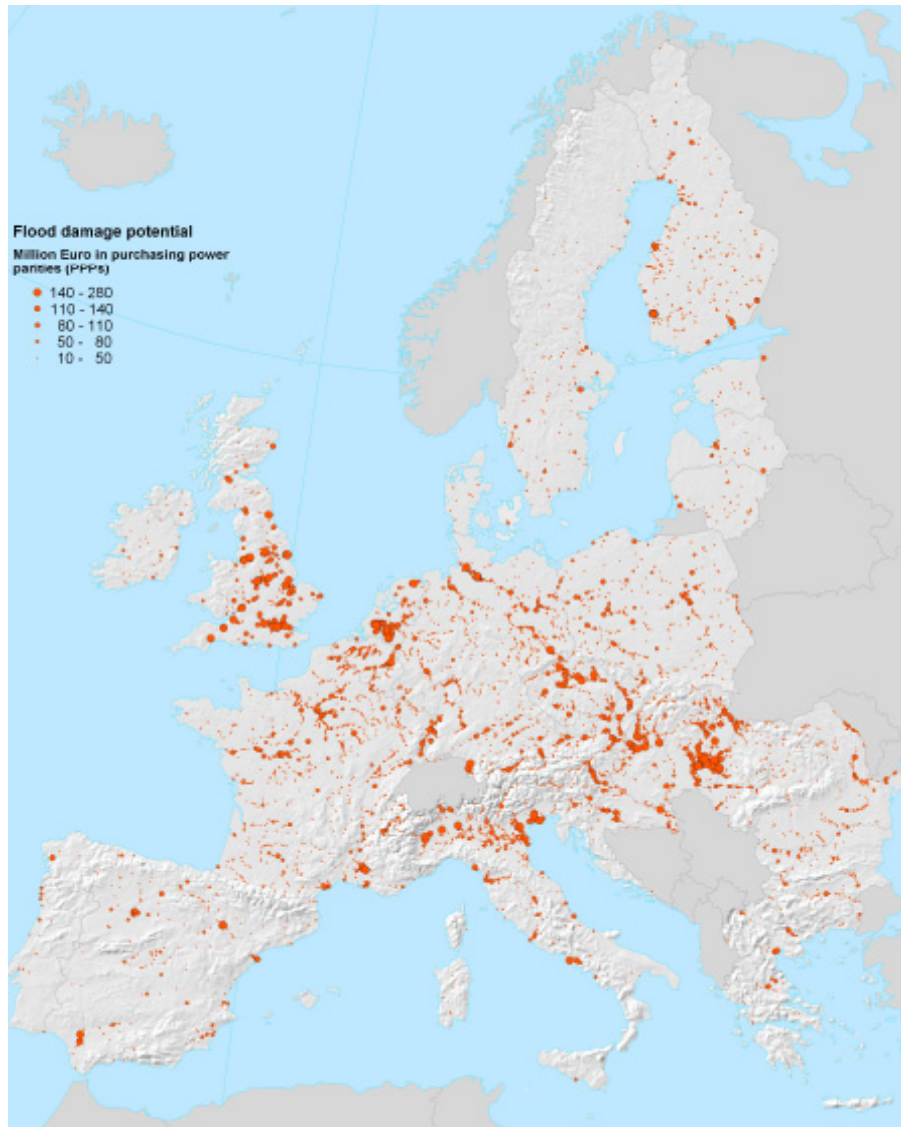 Flood damage potential
Million Euro in purchasing power
parities (PPPs)
140 - 280
110 - 140
80 - 110
50 - 80
10 - 50